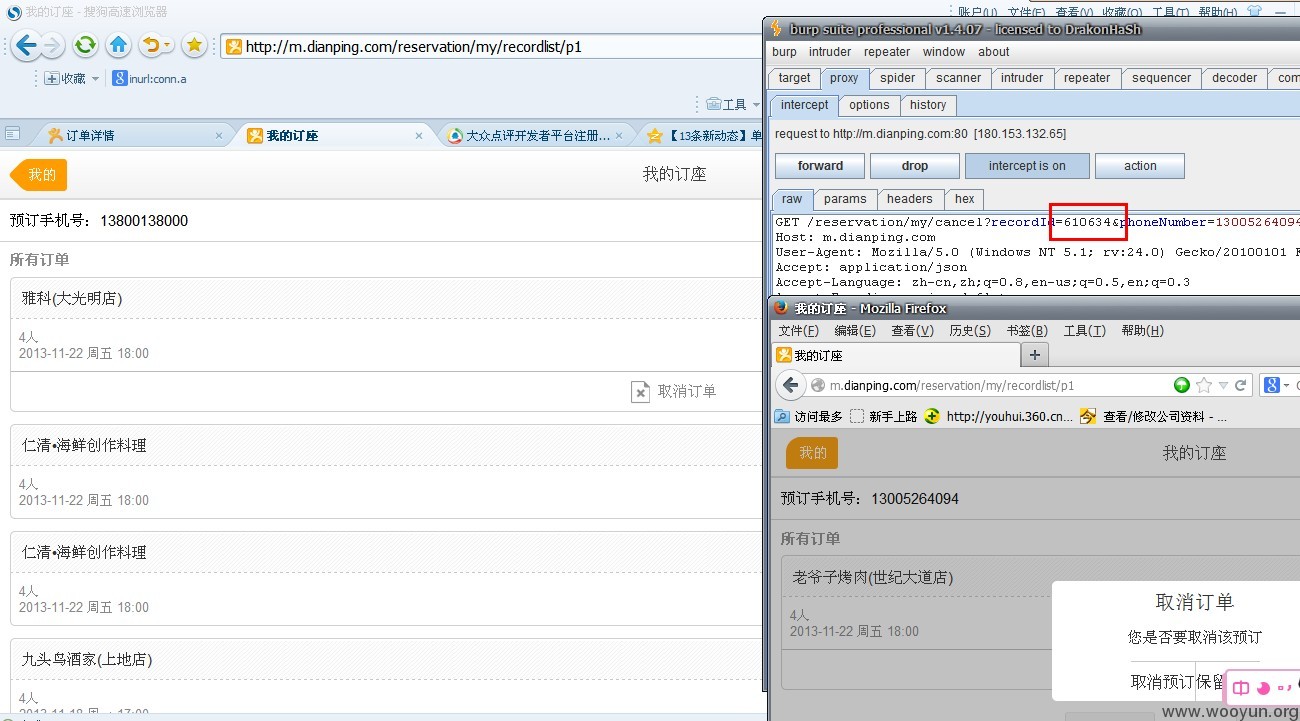 我的订座 - 搜狗高速浏览器
账户(U) 文件(F) 查看(V) 收藏(O) 工具(T) 帮助(H)
http://m.dianping.com/reservation/my/recordlist/p1
收藏 inurl:conn.a
工具
订单详情 我的订座 大众点评开发者平台注册... 【13条新动态】单
我的 我的订座
预订手机号：13800138000
所有订单
雅科(大光明店)
4人
2013-11-22 周五 18:00
取消订单
仁清•海鲜创作料理
4人
2013-11-22 周五 18:00
仁清•海鲜创作料理
4人
2013-11-22 周五 18:00
九头鸟酒家(上地店)
4人
2013-11-18 周一 17:00
burp suite professional v1.4.07 - licensed to DrakonHaSh
burp intruder repeater window about
target proxy spider scanner intruder repeater sequencer decoder com
intercept options history
request to http://m.dianping.com:80 [180.153.132.65]
forward drop intercept is on action
raw params headers hex
GET /reservation/my/cancel?recordId=610634&phoneNumber=13005264094
Host: m.dianping.com
User-Agent: Mozilla/5.0 (Windows NT 5.1; rv:24.0) Gecko/20100101 F
Accept: application/json
Accept-Language: zh-cn,zh;q=0.8,en-us;q=0.5,en;q=0.3
我的订座 - Mozilla Firefox
文件(F) 编辑(E) 查看(V) 历史(S) 书签(B) 工具(T) 帮助(H)
我的订座
m.dianping.com/reservation/my/recordlist/p1
访问最多 新手上路 http://youhui.360.cn... 查看/修改公司资料 - ...
我的 我的订座
预订手机号：13005264094
所有订单
老爷子烤肉(世纪大道店)
4人
2013-11-22 周五 18:00
取消订单
您是否要取消该预订
取消预订 保留
中
www.wooyun.org